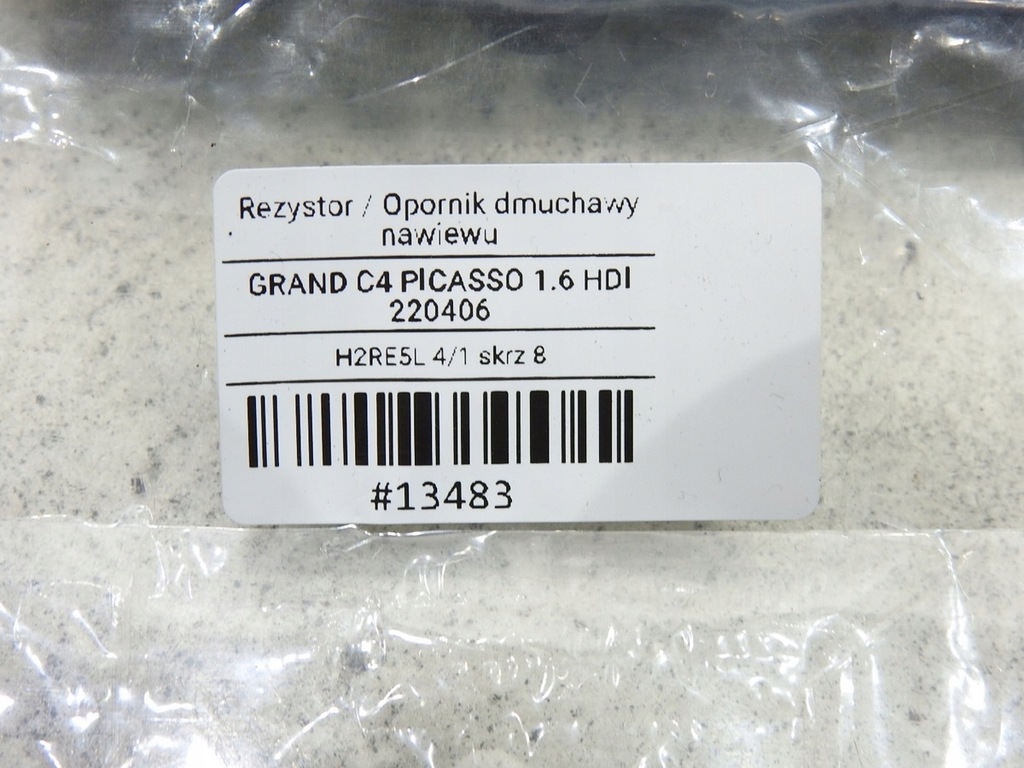 Rezystor / Opornik dmuchawy
nawiewu
GRAND C4 PICASSO 1.6 HDI
220406
H2RE5L 4/1 skrz 8
#13483